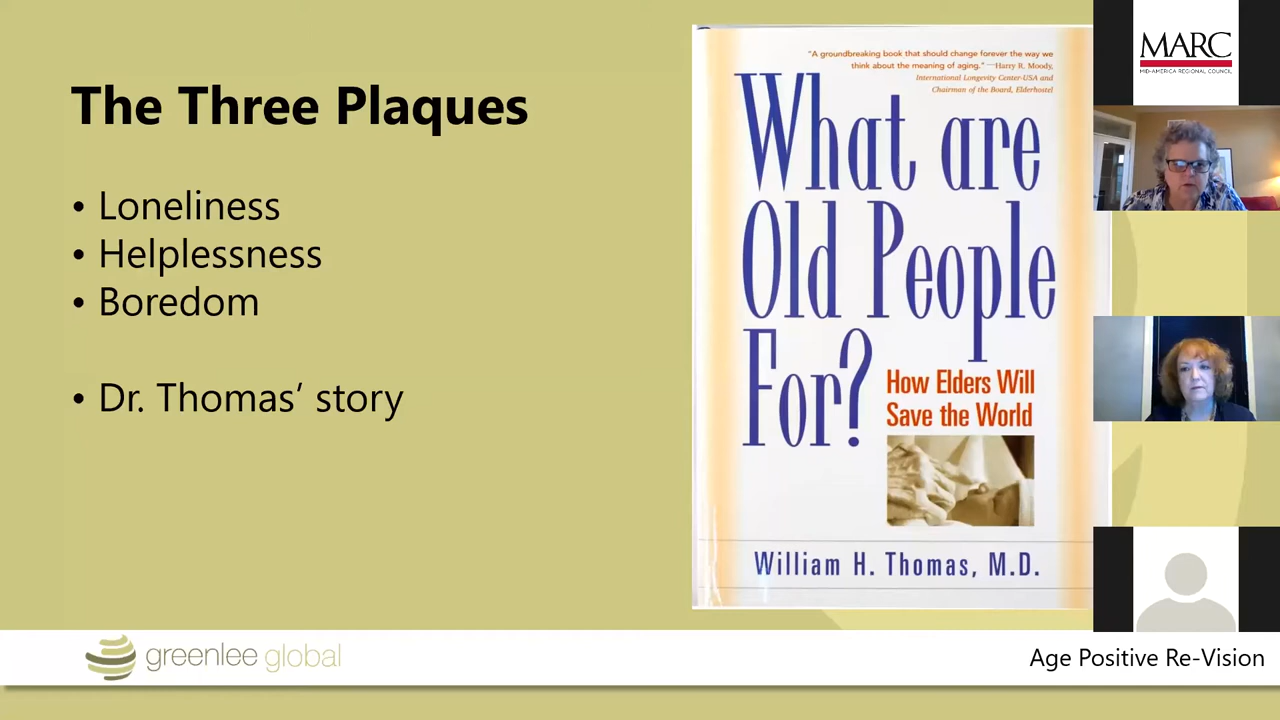 The Three Plaques
• Loneliness
• Helplessness
• Boredom
• Dr. Thomas’ story
"A groundbreaking book that should change forever the way we
think about the meaning of aging." —Harry R. Moody,
International Longevity Center-USA and
Chairman of the Board, Elderhostel
What are
Old People
For?
How Elders Will
Save the World
William H. Thomas, M.D.
MARC
MID-AMERICA REGIONAL COUNCIL
greenlee global
Age Positive Re-Vision